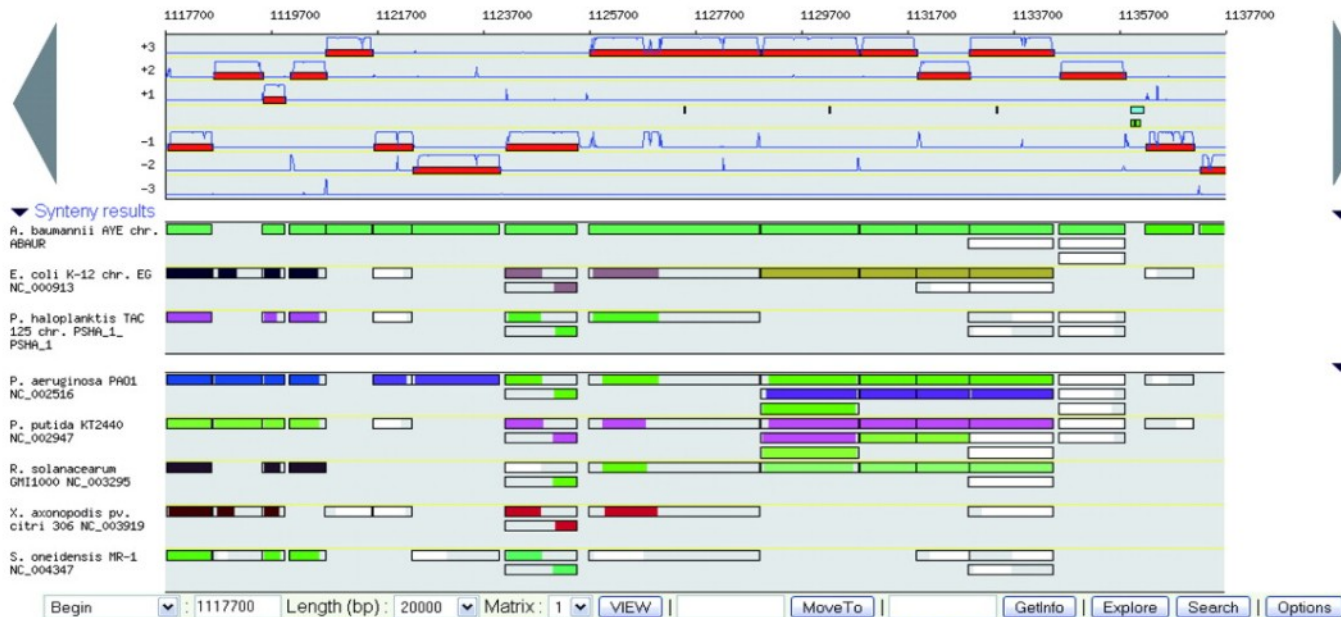 1117700 1119700 1121700 1123700 1125700 1127700 1129700 1131700 1133700 1135700 1137700
+3
+2
+1
-1
-2
-3
Synteny results
A. baumannii AYE chr.
ABAUR
E. coli K-12 chr. EG
NC_000913
P. haloplanktis TAC
125 chr. PSHA_1_
PSHA_1
P. aeruginosa PAO1
NC_002516
P. putida KT2440
NC_002947
R. solanacearum
GMI1000 NC_003295
X. axonopodis pv.
citri 306 NC_003919
S. oneidensis MR-1
NC_004347
Begin : 1117700 Length (bp) : 20000 Matrix : 1 VIEW | MoveTo | GetInfo | Explore Search | Options